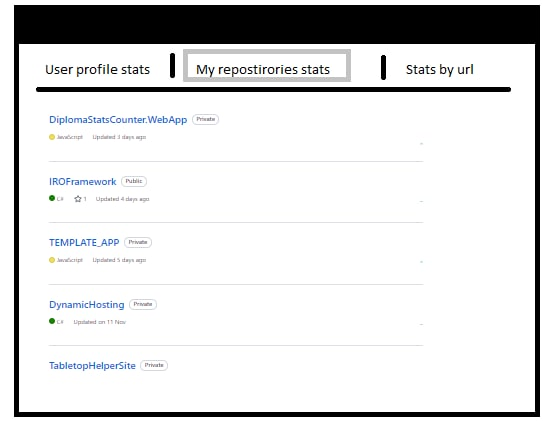 User profile stats My repostirories stats Stats by url
DiplomaStatsCounter.WebApp Private
JavaScript Updated 3 days ago
IROFramework Public
C# 1 Updated 4 days ago
TEMPLATE_APP Private
JavaScript Updated 5 days ago
DynamicHosting Private
C# Updated on 11 Nov
TabletopHelperSite Private